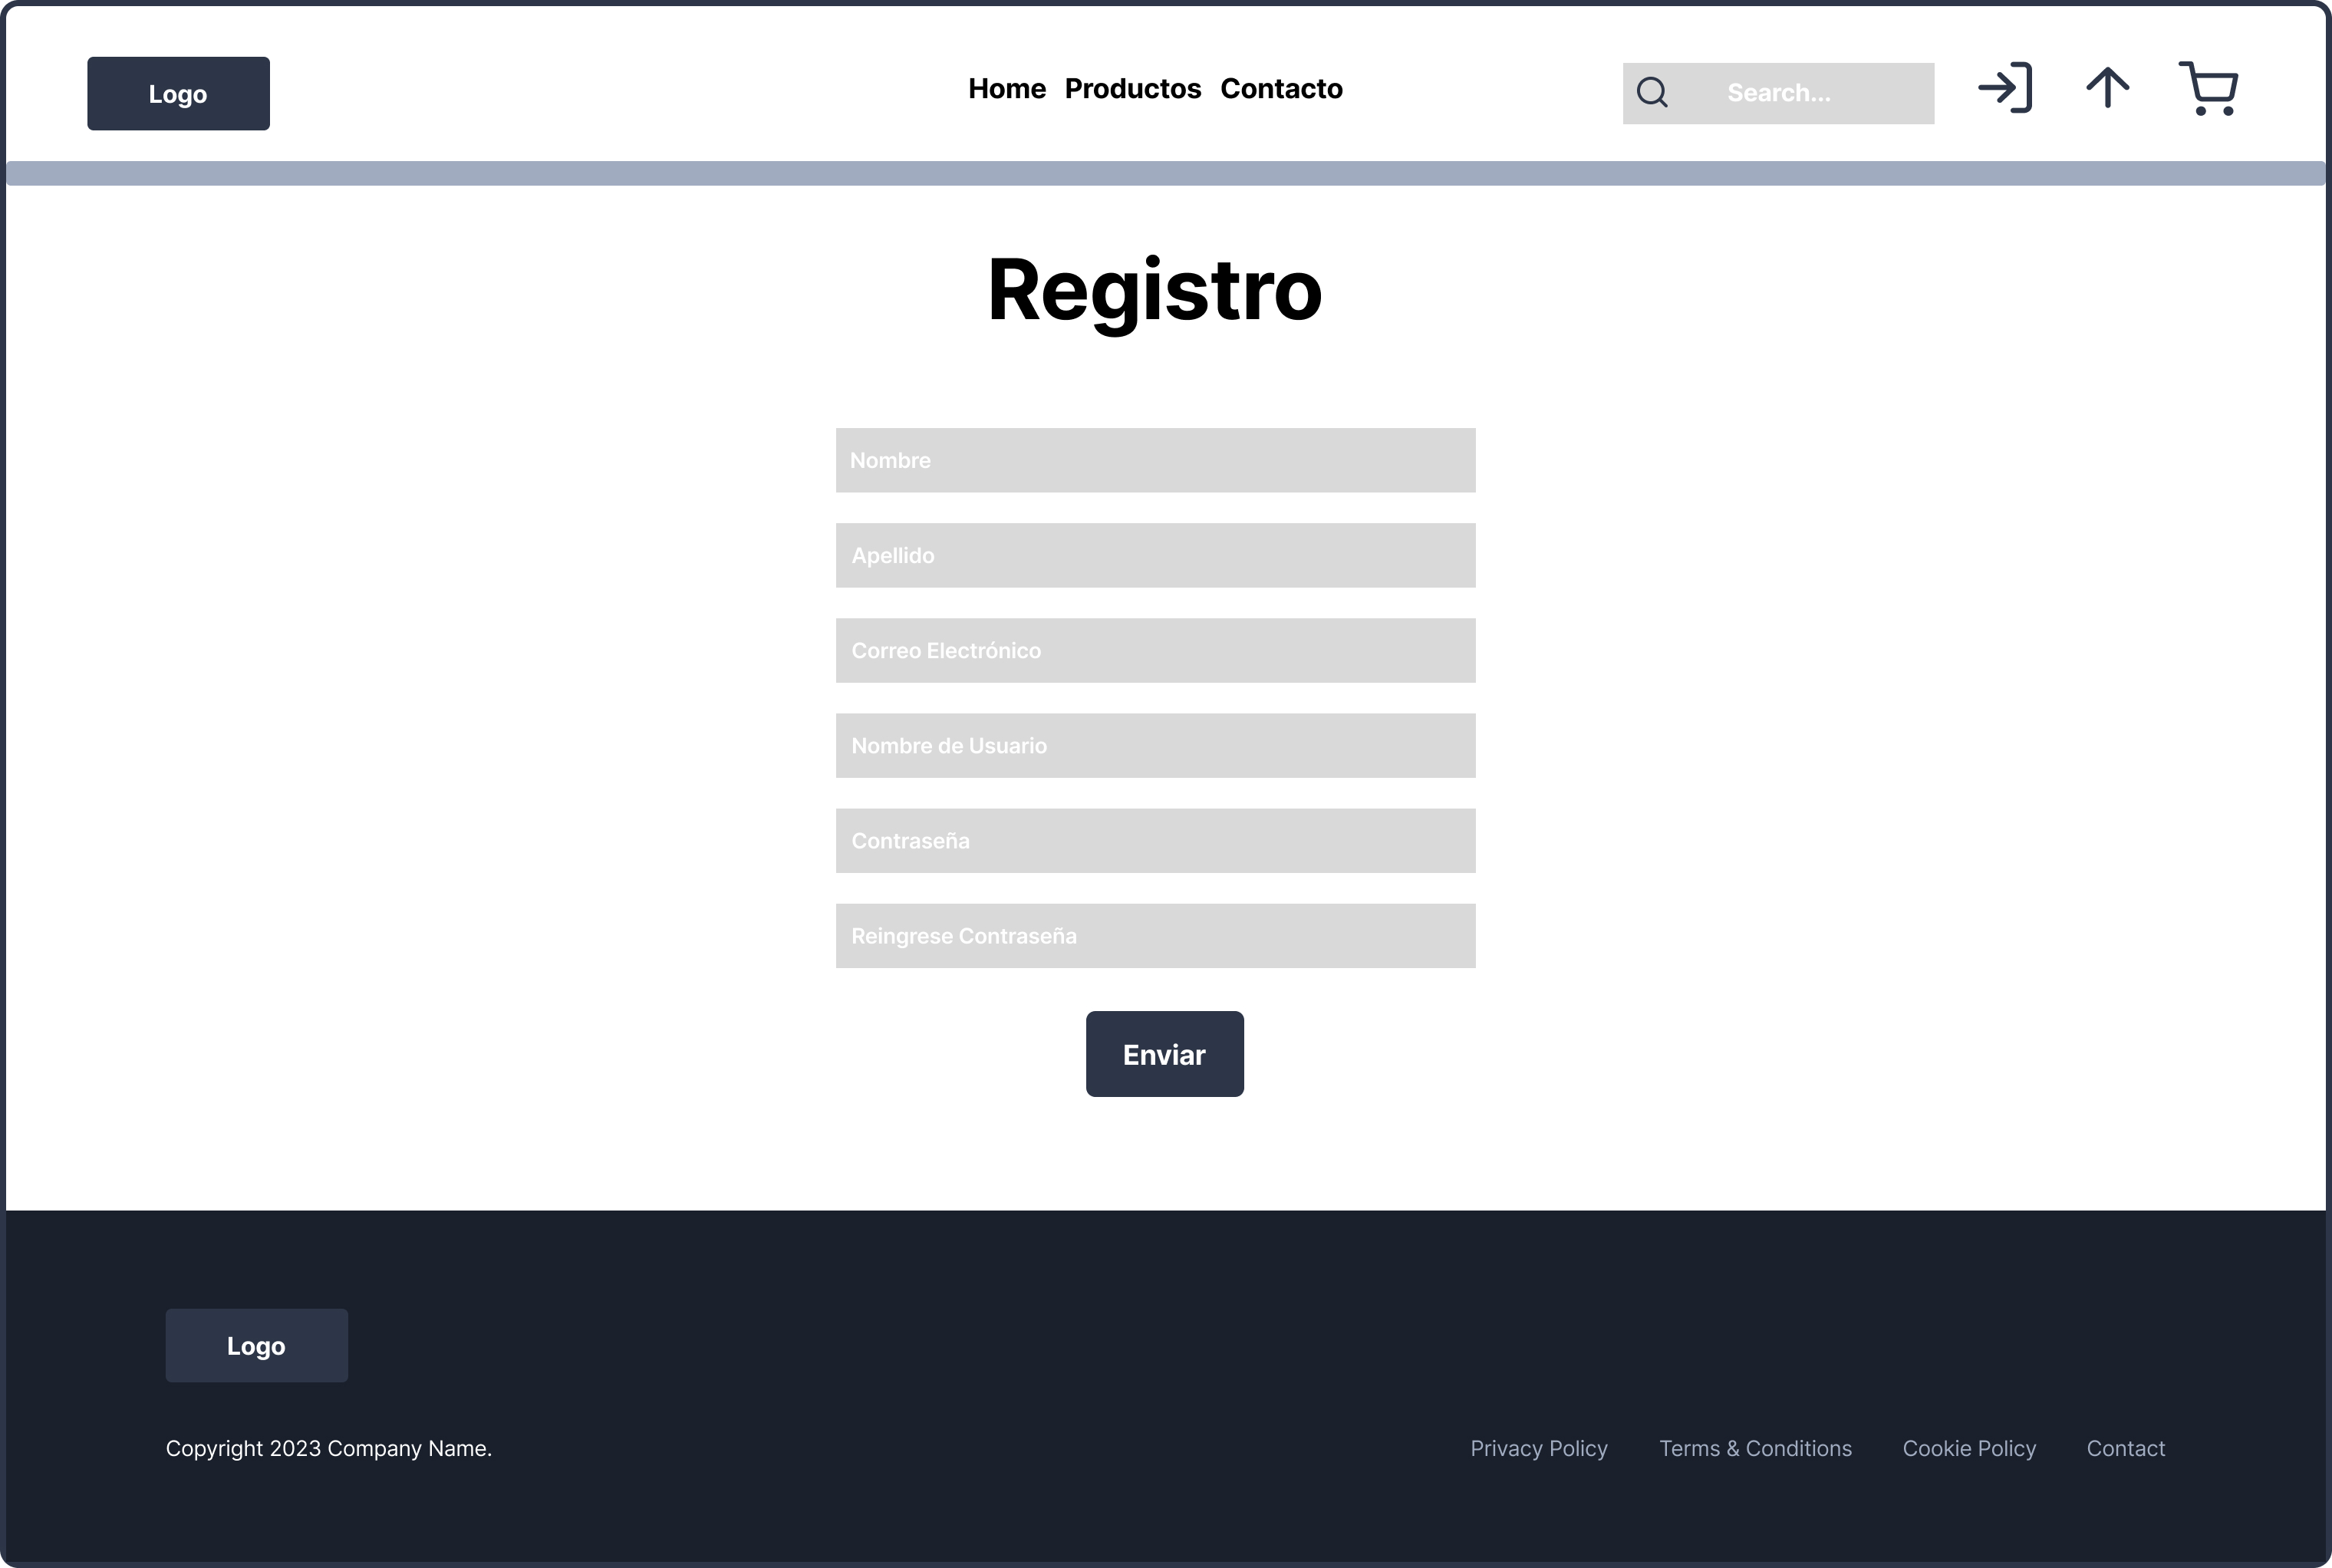 Logo
Home Productos Contacto
Search...
Registro
Nombre
Apellido
Correo Electrónico
Nombre de Usuario
Contraseña
Reingrese Contraseña
Enviar
Logo
Copyright 2023 Company Name.
Privacy Policy Terms & Conditions Cookie Policy Contact